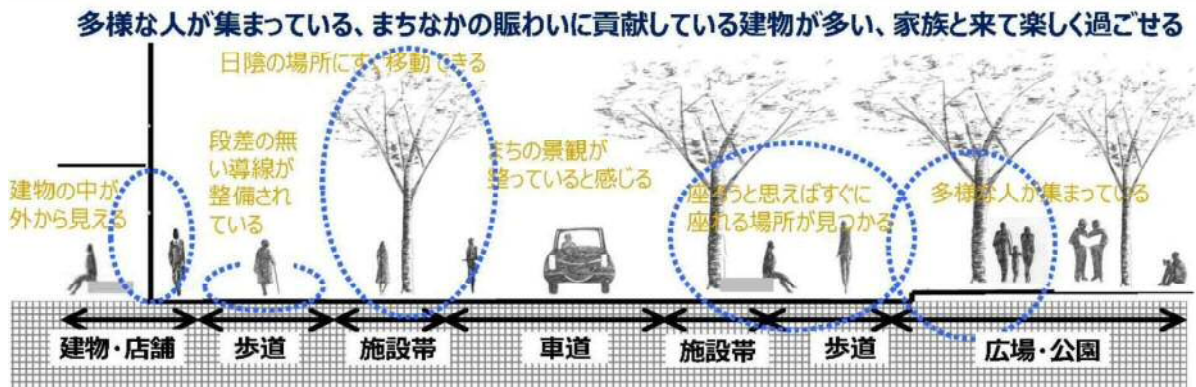 多様な人が集まっている、まちなかの賑わいに貢献している建物が多い、家族と来て楽しく過ごせる
日陰の場所にすぐ移動できる
段差の無
い導線が
整備され
ている
建物の中が
外から見える
まちの景観が
整っていると感じる
座ろうと思えばすぐに
座れる場所が見つかる
多様な人が集まっている
建物・店舗
歩道
施設帯
車道
施設帯
歩道
広場・公園